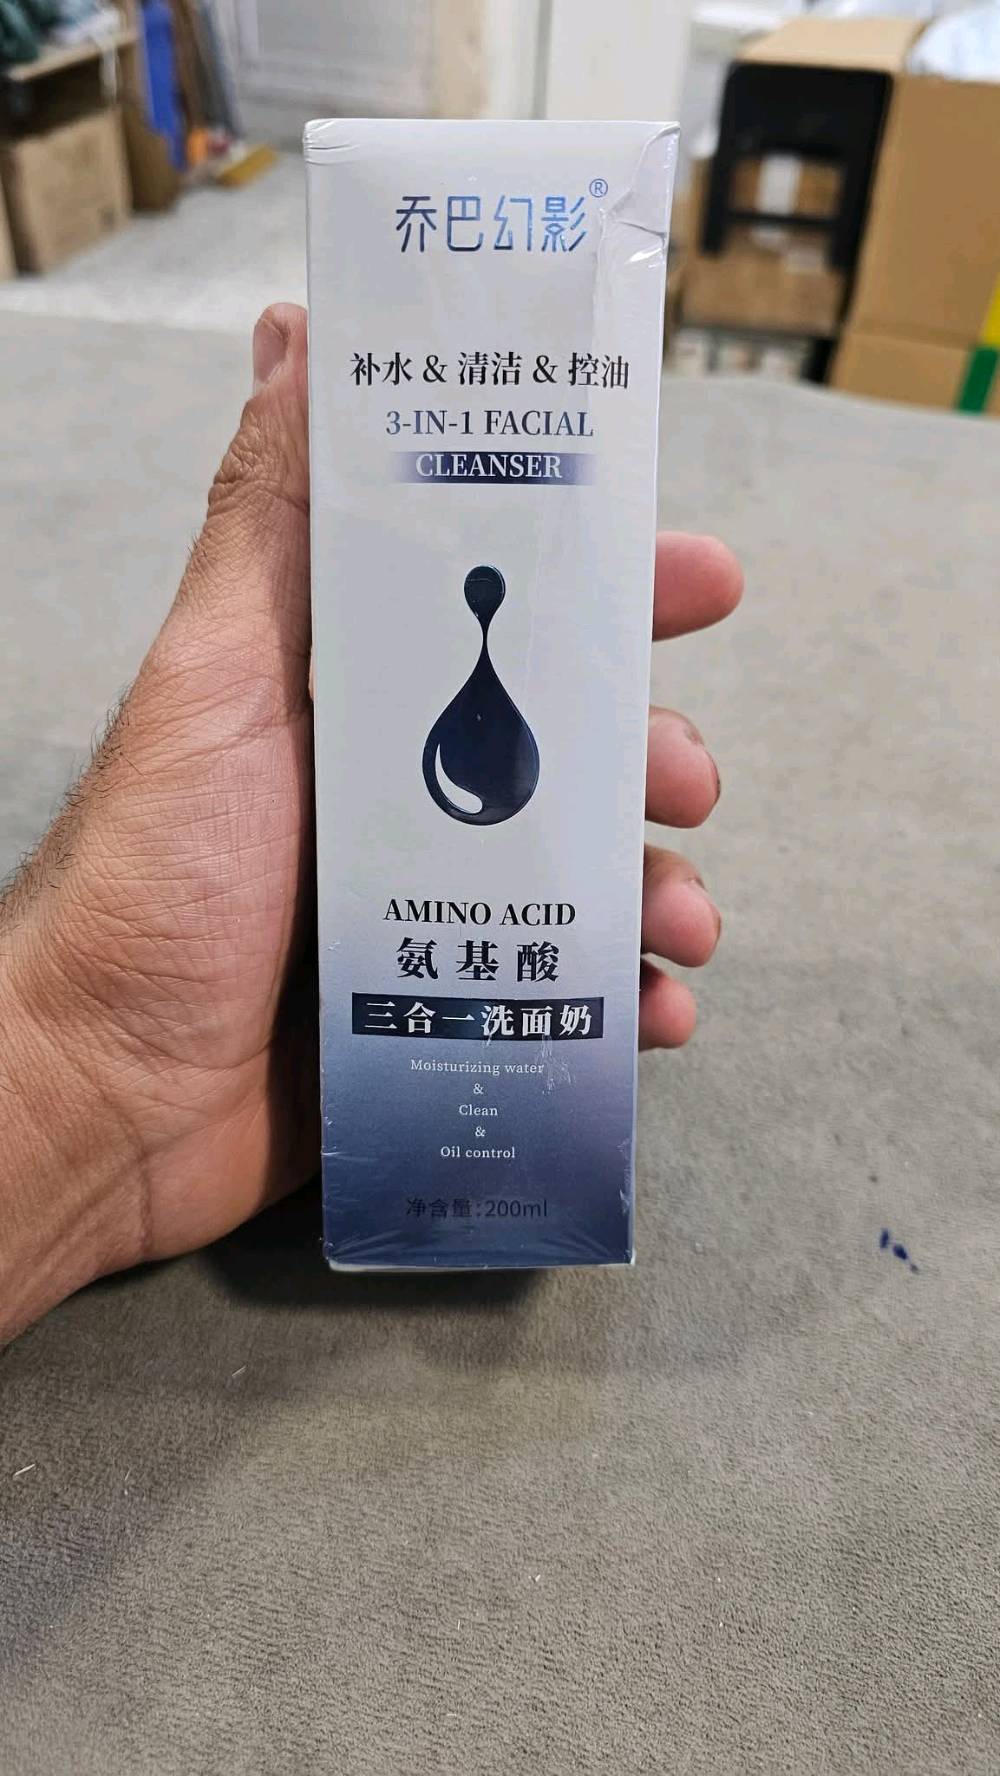 乔巴幻影®
补水 & 清洁 & 控油
3-IN-1 FACIAL
CLEANSER
AMINO ACID
氨基酸
三合一洗面奶
Moisturizing water
&
Clean
&
Oil control
净含量:200ml